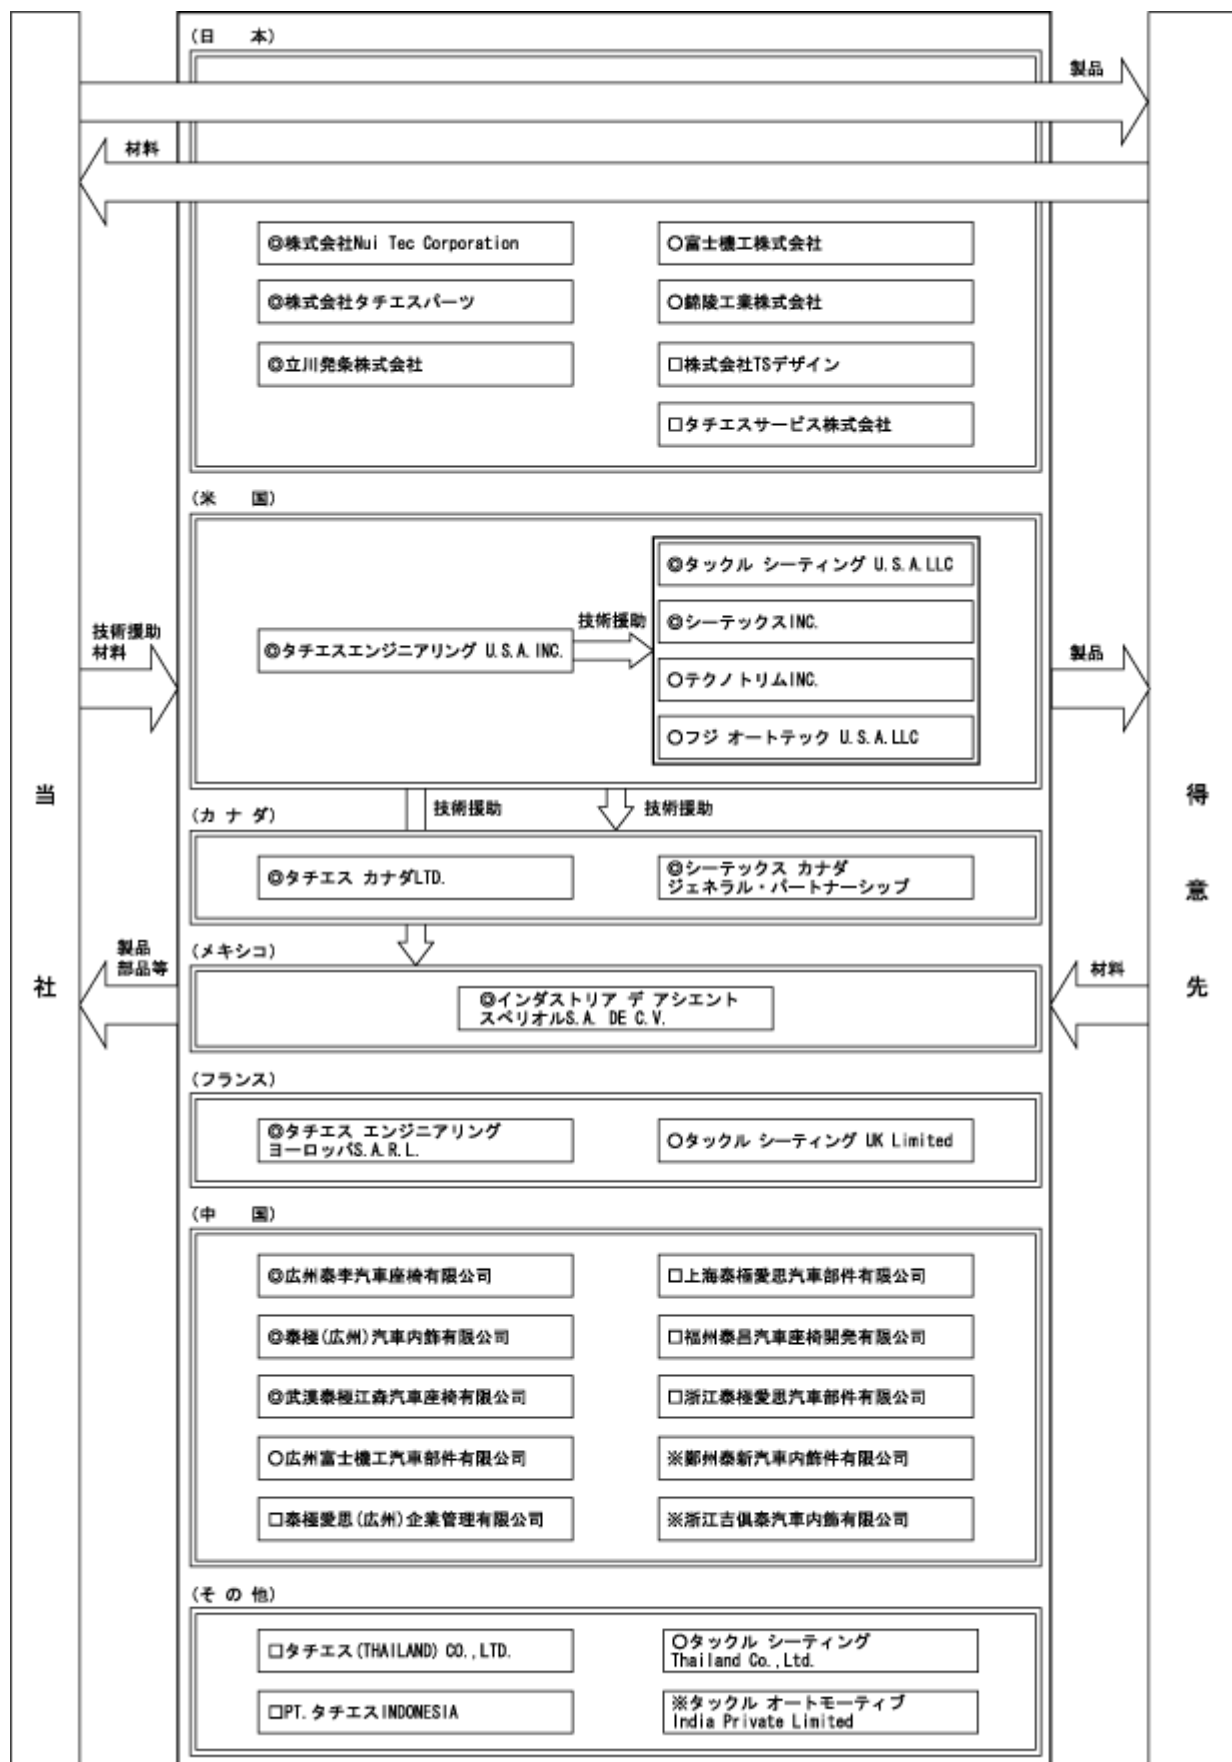 (日　本)
製品
材料
◎株式会社Nui Tec Corporation
○富士機工株式会社
◎株式会社タチエスパーツ
○錦陵工業株式会社
◎立川発条株式会社
□株式会社TSデザイン
□タチエスサービス株式会社
(米　国)
◎タックル シーティング U.S.A.LLC
◎シーテックスINC.
技術援助
◎タチエスエンジニアリング U.S.A.INC.
○テクノトリムINC.
○フジ オートテック U.S.A.LLC
技術援助
材料
製品
当社
得意先
(カ ナ ダ)
技術援助
技術援助
◎タチエス カナダLTD.
◎シーテックス カナダ
ジェネラル・パートナーシップ
製品
部品等
(メキシコ)
材料
◎インダストリア デ アシエント
スペリオルS.A. DE C.V.
(フランス)
◎タチエス エンジニアリング
ヨーロッパS.A.R.L.
○タックル シーティング UK Limited
(中　国)
◎広州泰李汽車座椅有限公司
□上海泰極愛思汽車部件有限公司
◎泰極(広州)汽車内飾有限公司
□福州泰昌汽車座椅開発有限公司
◎武漢泰極江森汽車座椅有限公司
□浙江泰極愛思汽車部件有限公司
○広州富士機工汽車部件有限公司
※鄭州泰新汽車内飾件有限公司
□泰極愛思(広州)企業管理有限公司
※浙江吉俱泰汽車内飾有限公司
(そ の 他)
□タチエス(THAILAND) CO.,LTD.
○タックル シーティング
Thailand Co.,Ltd.
□PT.タチエスINDONESIA
※タックル オートモーティブ
India Private Limited